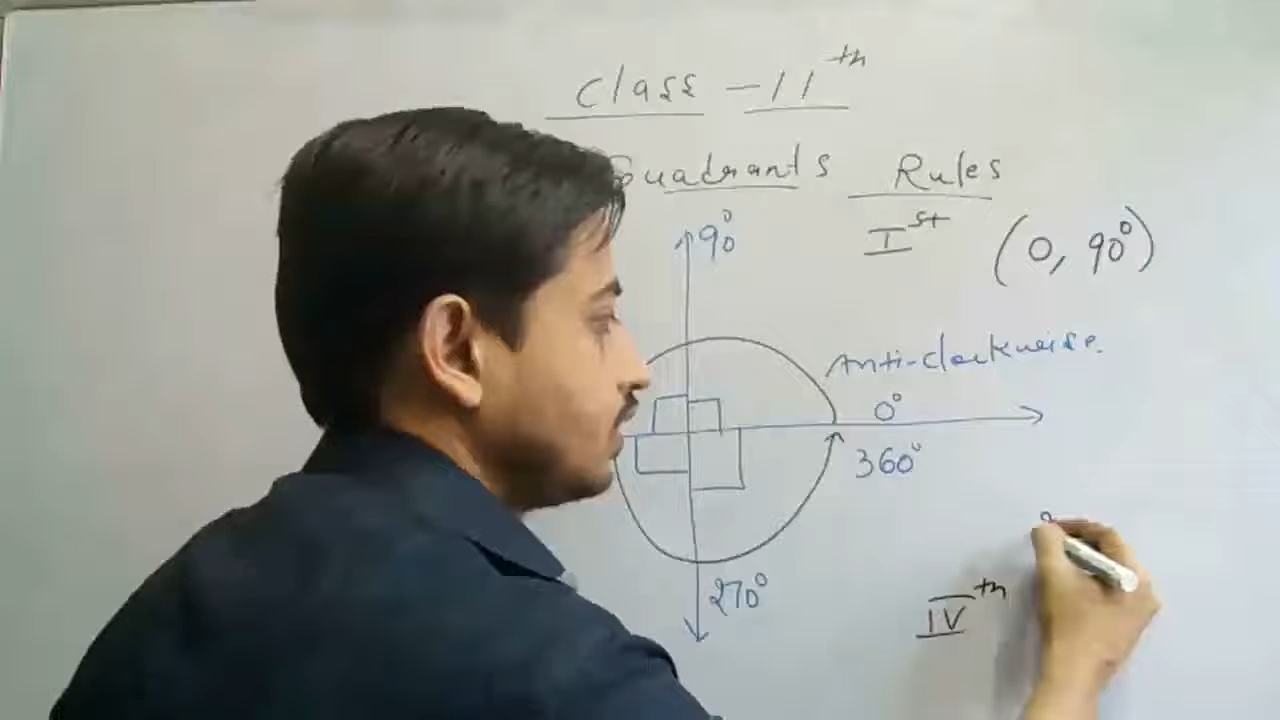 Class - 11th
Quadrants Rules
90°
Ist (0, 90°)
Anti-clockwise.
0°
360°
270°
IVth